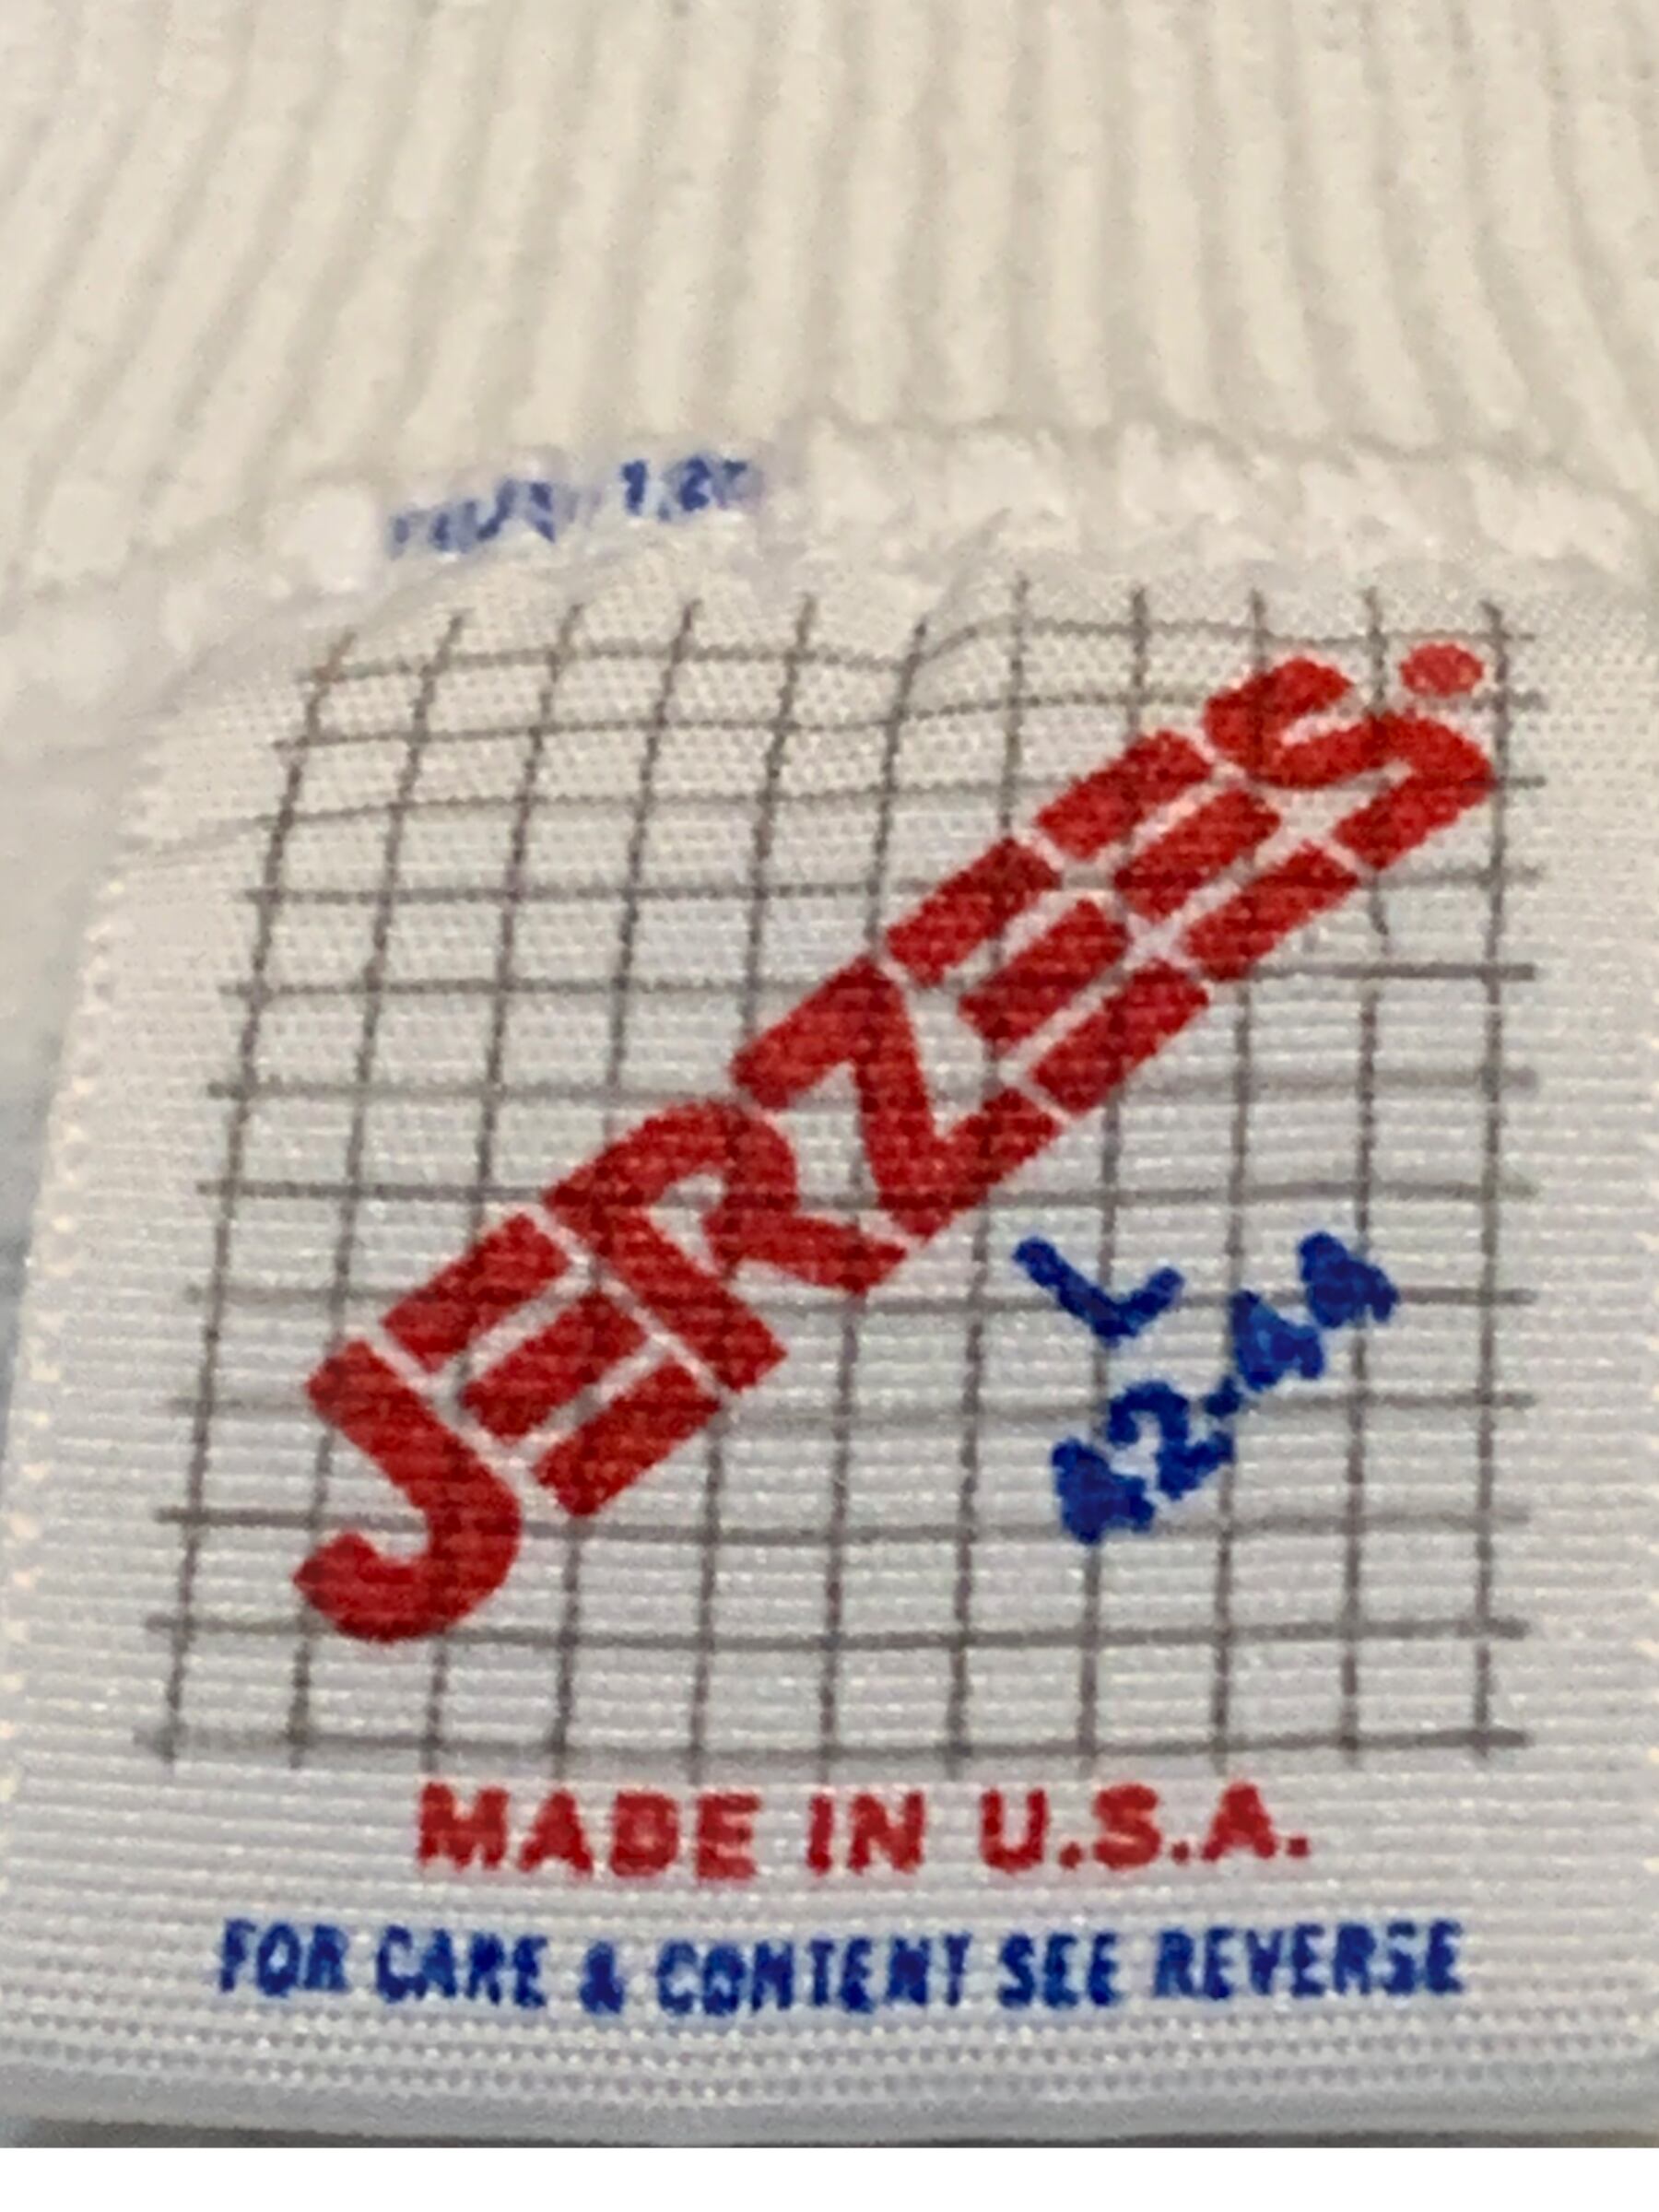 JERZEES
L
42-44
MADE IN U.S.A.
FOR CARE & CONTENT SEE REVERSE